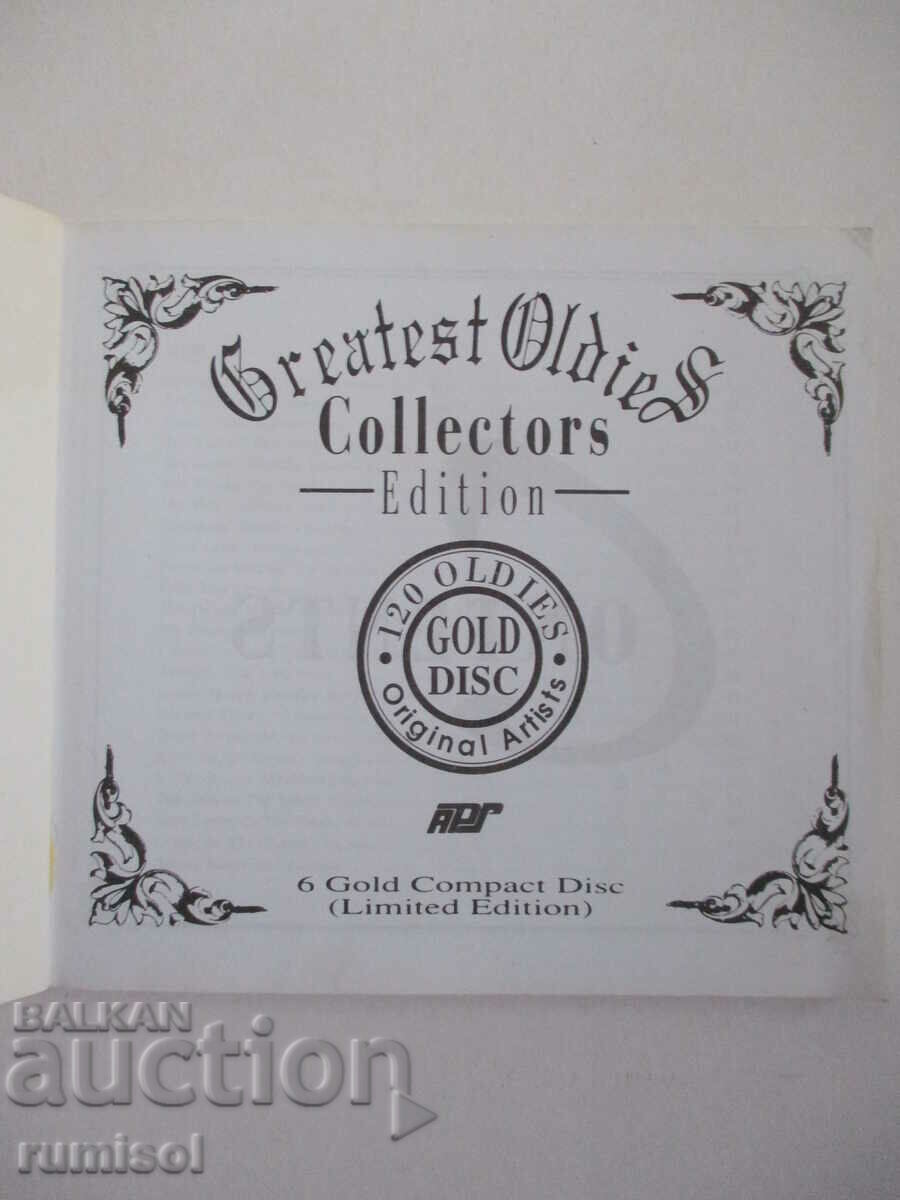 Greatest Oldies
Collectors
Edition
120 OLDIES
GOLD
DISC
Original Artists
APS
6 Gold Compact Disc
(Limited Edition)
BALKAN
auction
rumisol